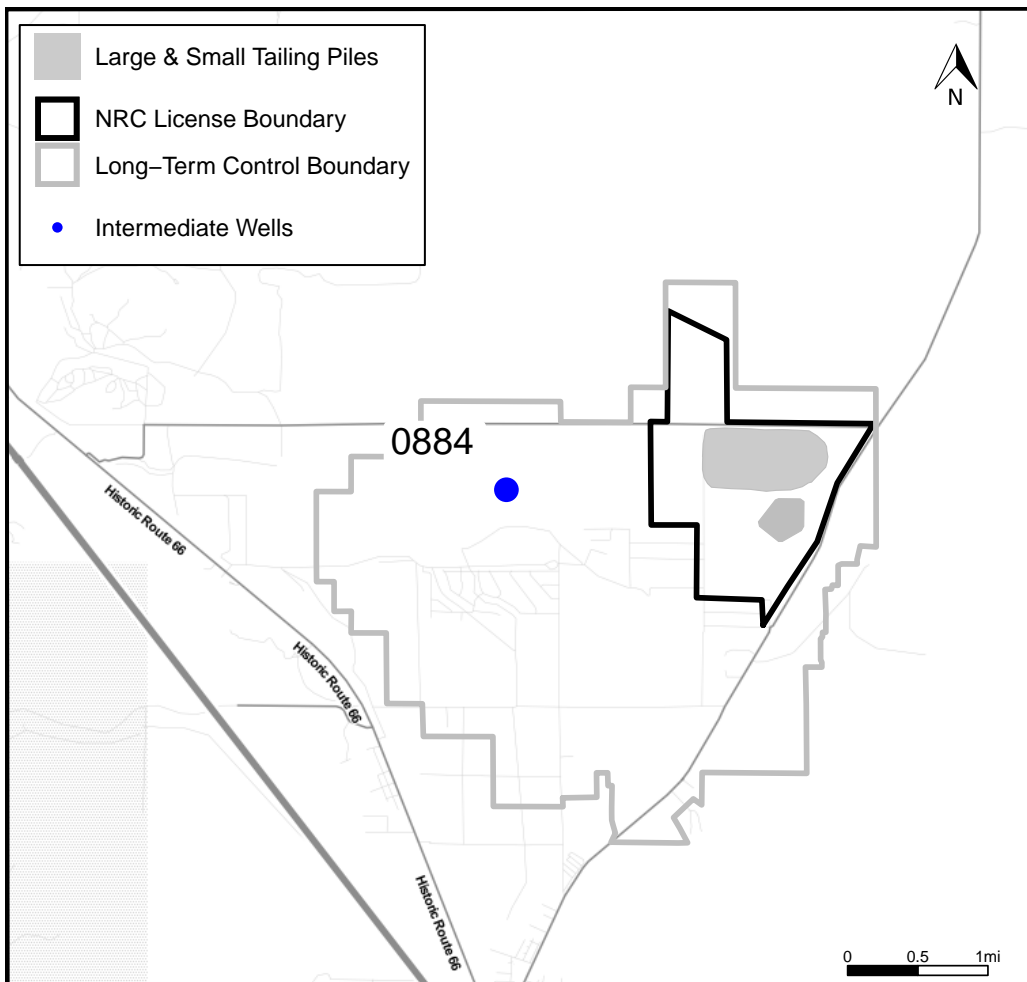 Large & Small Tailing Piles
NRC License Boundary
Long−Term Control Boundary
Intermediate Wells
N
0884
Historic Route 66
Historic Route 66
Historic Route 66
0 0.5 1mi